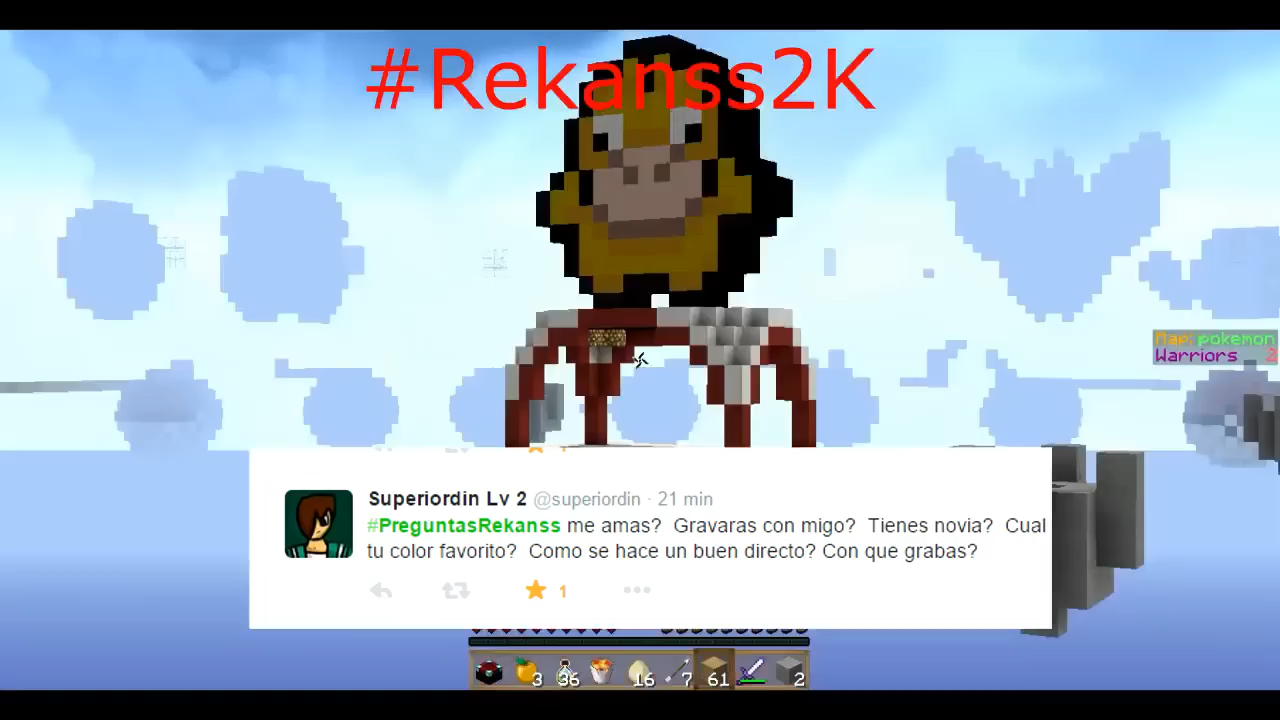 #Rekanss2K
Map: pokemon
Warriors 2
Superiordin Lv 2 @superiordin · 21 min
#PreguntasRekanss me amas? Gravaras con migo? Tienes novia? Cual
tu color favorito? Como se hace un buen directo? Con que grabas?
1
3 36 16 7 61 2